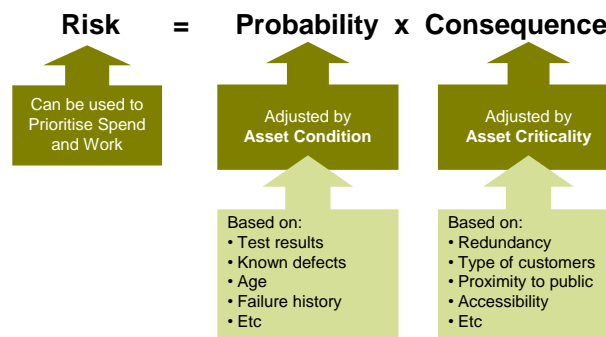 Risk = Probability x Consequence
Can be used to
Prioritise Spend
and Work
Adjusted by
Asset Condition
Adjusted by
Asset Criticality
Based on:
• Test results
• Known defects
• Age
• Failure history
• Etc
Based on:
• Redundancy
• Type of customers
• Proximity to public
• Accessibility
• Etc